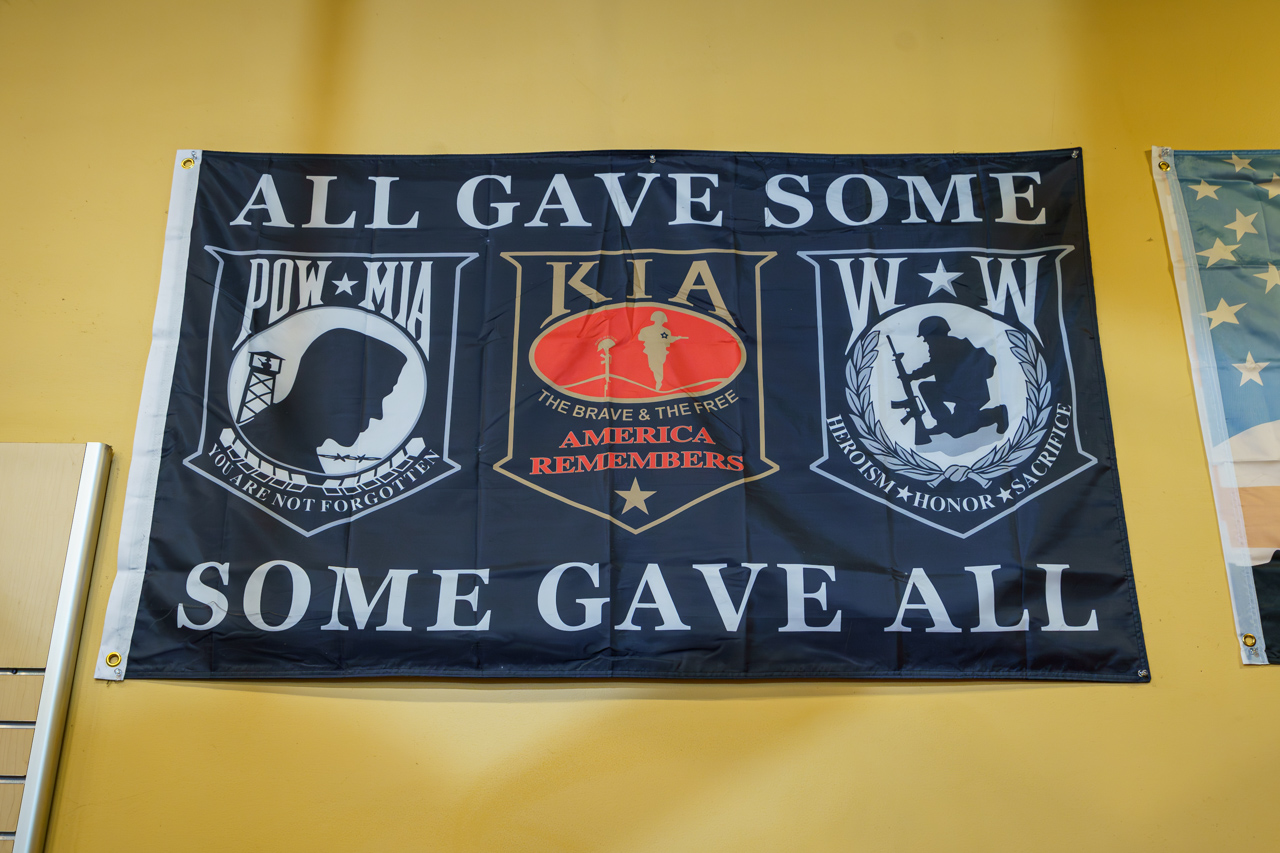 ALL GAVE SOME
POW★MIA
YOU ARE NOT FORGOTTEN
KIA
THE BRAVE & THE FREE
AMERICA
REMEMBERS
W★W
HEROISM★HONOR★SACRIFICE
SOME GAVE ALL